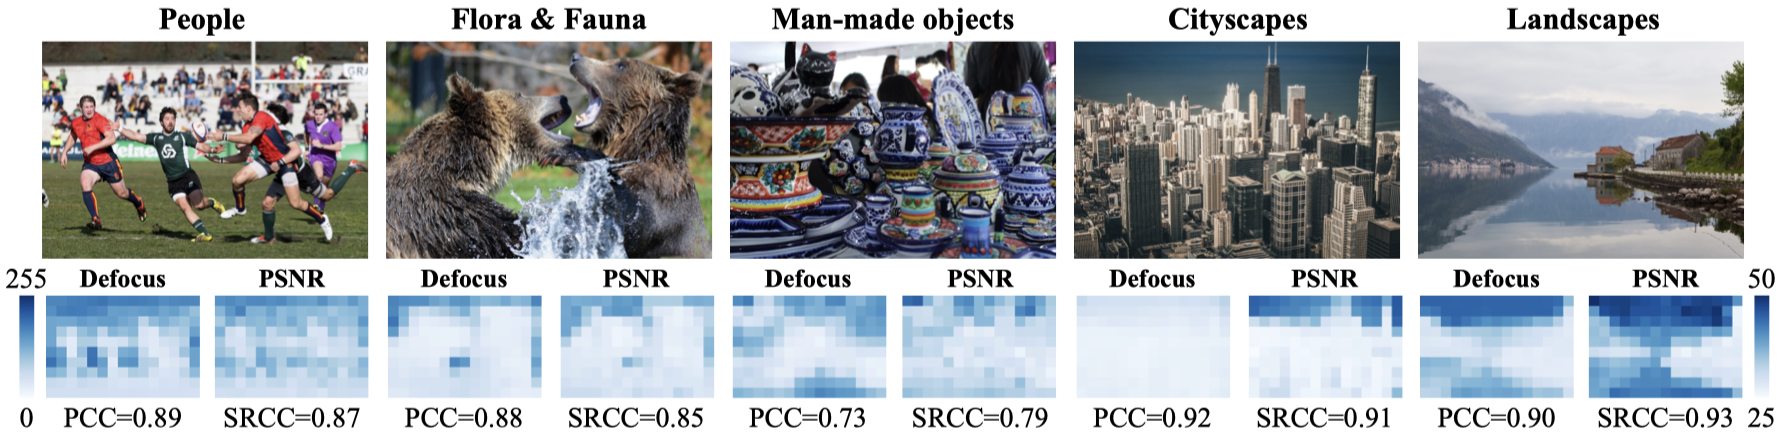 People Flora & Fauna Man-made objects Cityscapes Landscapes
GRA
Defocus PSNR Defocus PSNR Defocus PSNR Defocus PSNR Defocus PSNR
255 50
0 PCC=0.89 SRCC=0.87 PCC=0.88 SRCC=0.85 PCC=0.73 SRCC=0.79 PCC=0.92 SRCC=0.91 PCC=0.90 SRCC=0.93 25